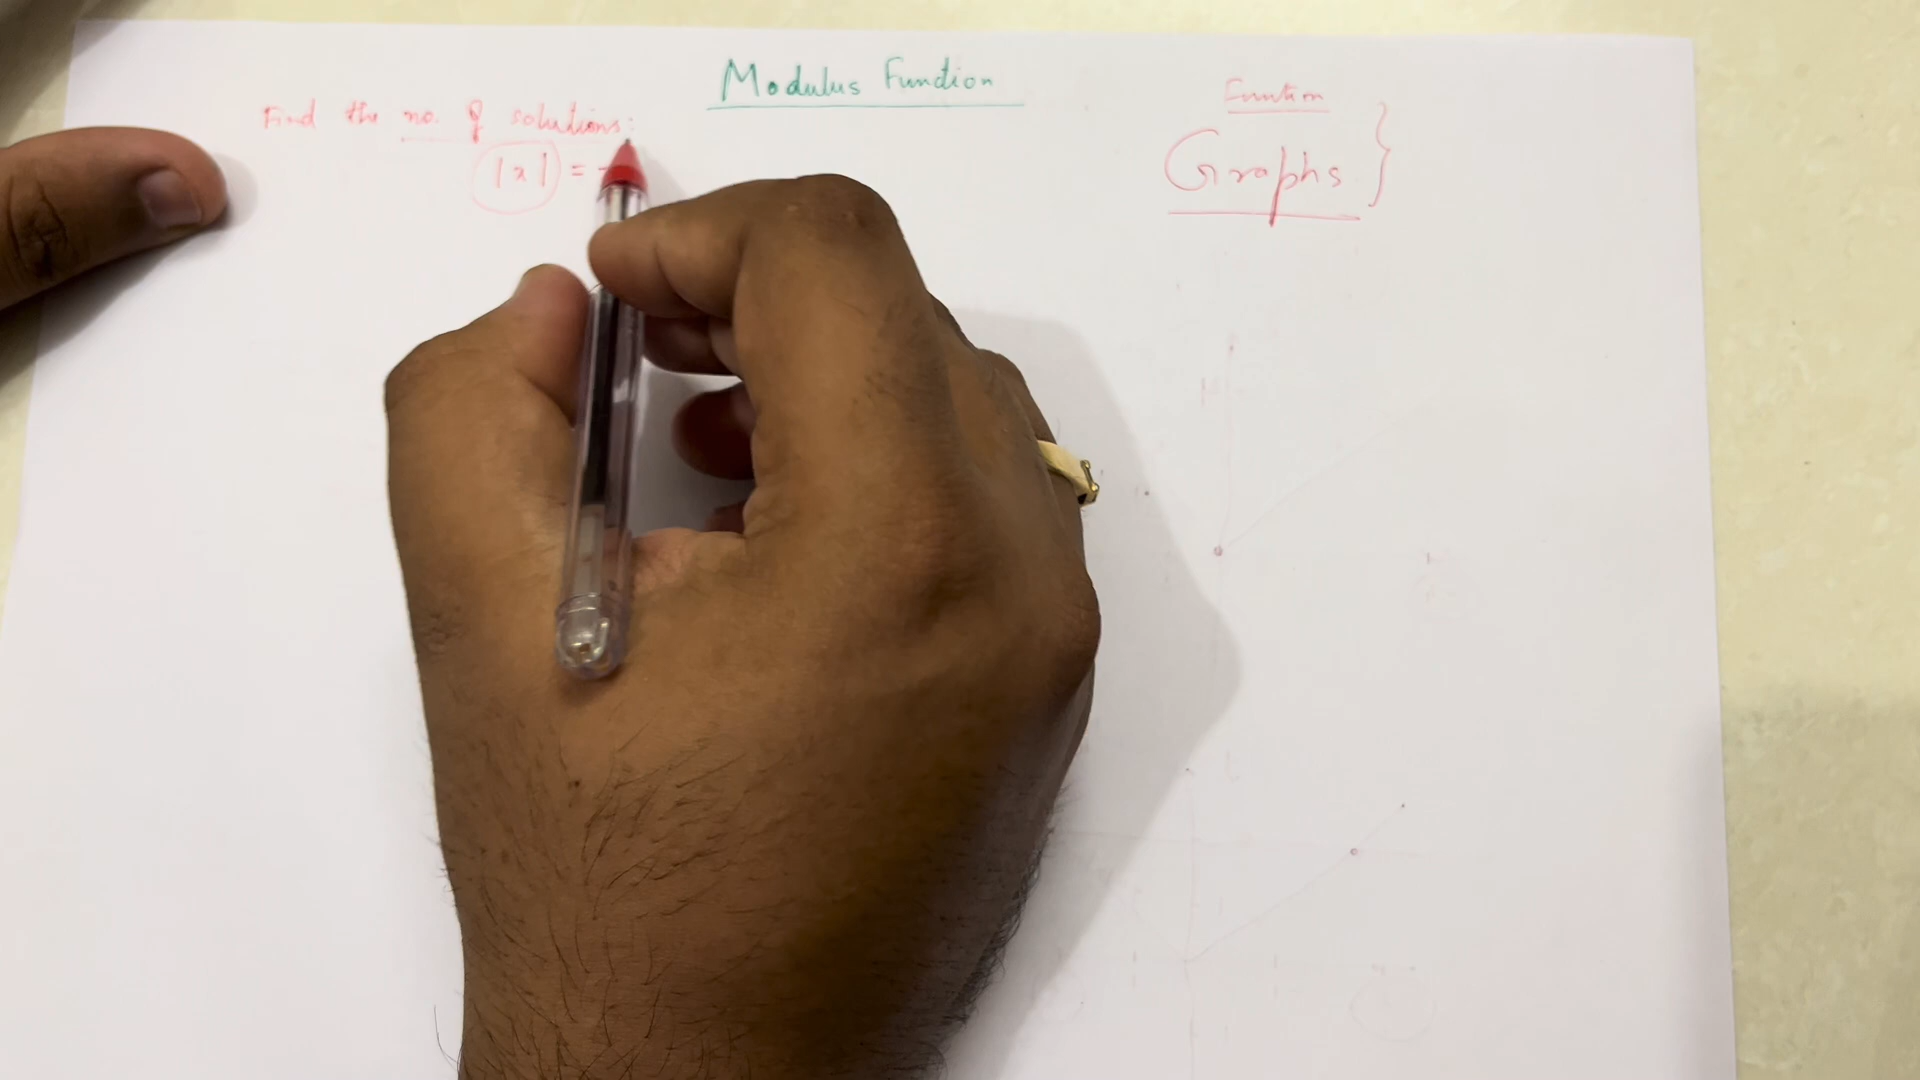 Modulus Function
Find the no. of solutions:
|x| = -
Function
Graphs